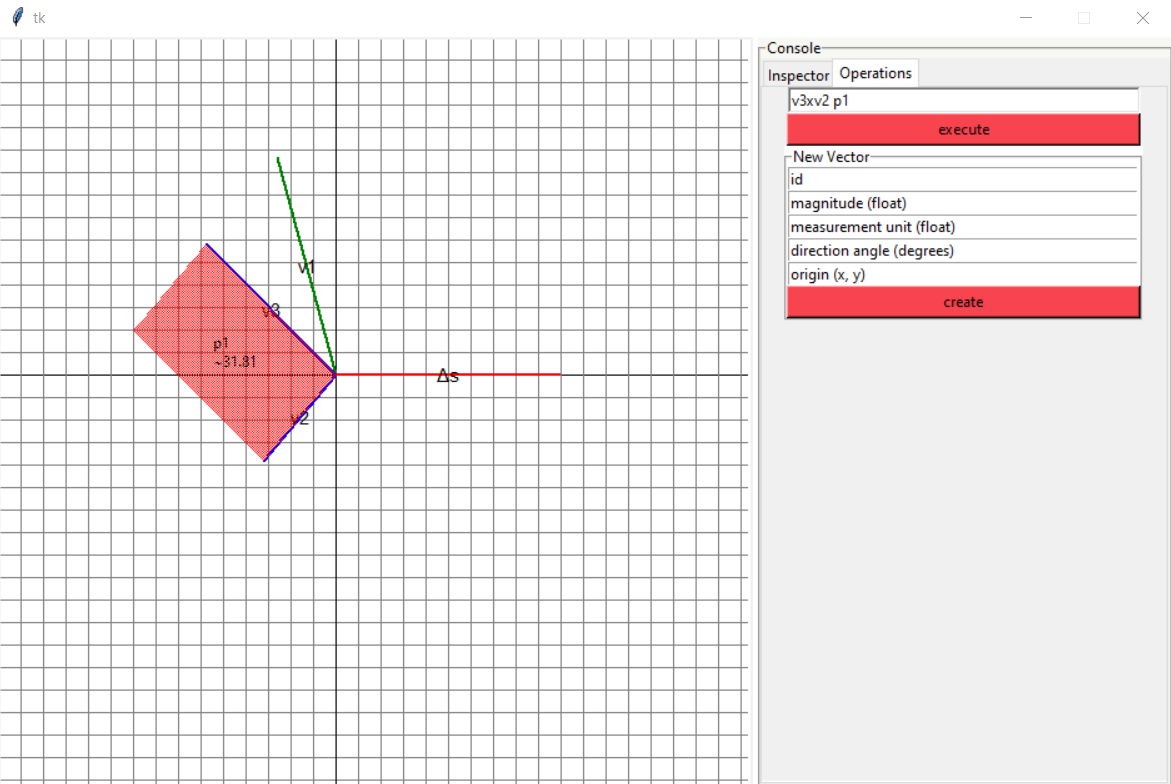 tk
Console
Inspector
Operations
v3xv2 p1
execute
New Vector
id
magnitude (float)
measurement unit (float)
direction angle (degrees)
origin (x, y)
create
v1
v3
p1
~31.81
Δs
v2